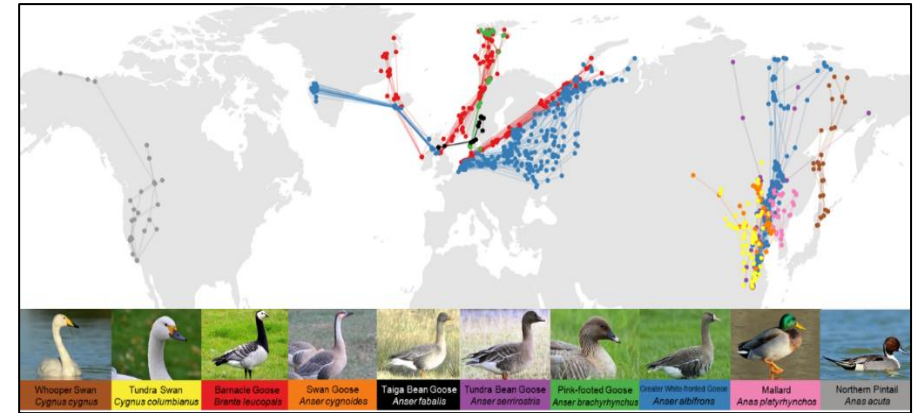 Whooper Swan
Cygnus cygnus
Tundra Swan
Cygnus columbianus
Barnacle Goose
Branta leucopsis
Swan Goose
Anser cygnoides
Taiga Bean Goose
Anser fabalis
Tundra Bean Goose
Anser serrirostris
Pink-footed Goose
Anser brachyrhynchus
Greater White-fronted Goose
Anser albifrons
Mallard
Anas platyrhynchos
Northern Pintail
Anas acuta